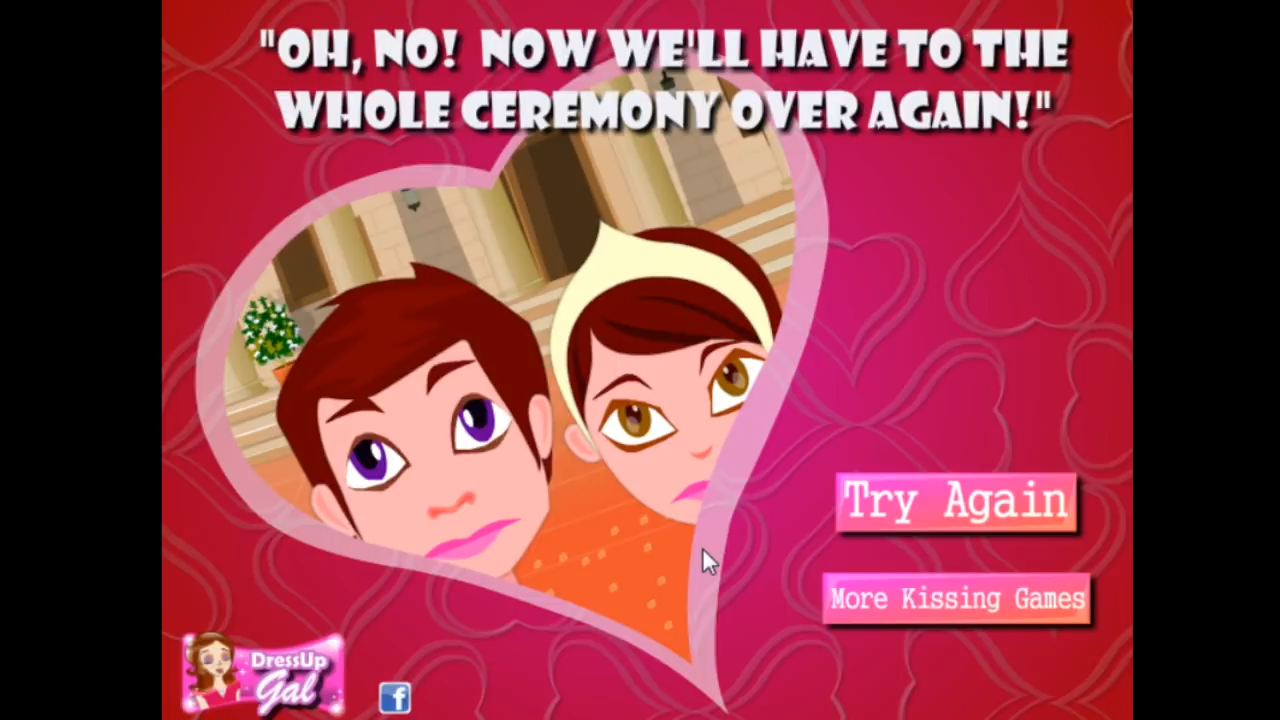 "OH, NO! NOW WE'LL HAVE TO THE
WHOLE CEREMONY OVER AGAIN!"
Try Again
More Kissing Games
DressUp
Gal
f